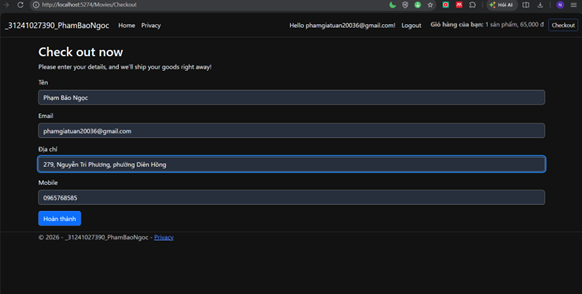 http://localhost:5274/Movies/Checkout
Hỏi AI
N
_31241027390_PhamBaoNgoc Home Privacy Hello phamgiatuan20036@gmail.com! Logout Giỏ hàng của bạn: 1 sản phẩm, 65,000 đ Checkout
Check out now
Please enter your details, and we'll ship your goods right away!
Tên
Phạm Bảo Ngọc
Email
phamgiatuan20036@gmail.com
Địa chỉ
279, Nguyễn Tri Phương, phường Diên Hồng
Mobile
0965768585
Hoàn thành
© 2026 - _31241027390_PhamBaoNgoc - Privacy